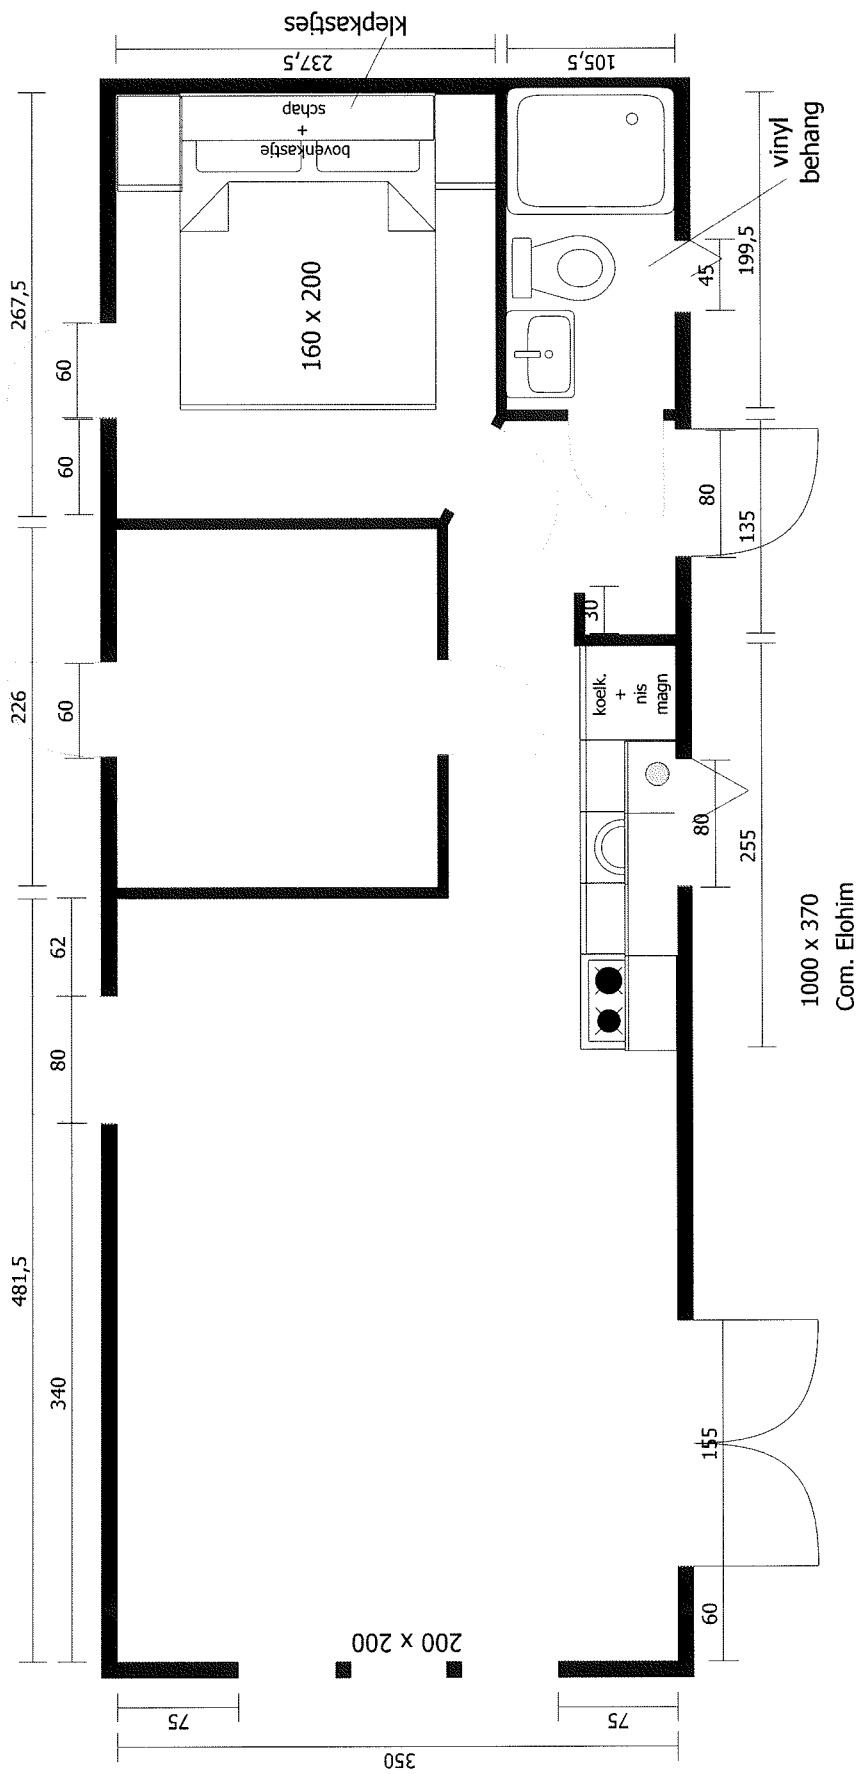 klepkastjes
237,5
105,5
schap
+
bovenkastje
vinyl
behang
267,5
60
60
160 x 200
45
199,5
80
135
30
226
60
koelk.
+
nis
magn
80
255
1000 x 370
Com. Elohim
62
80
481,5
340
155
60
200 x 200
75
75
350